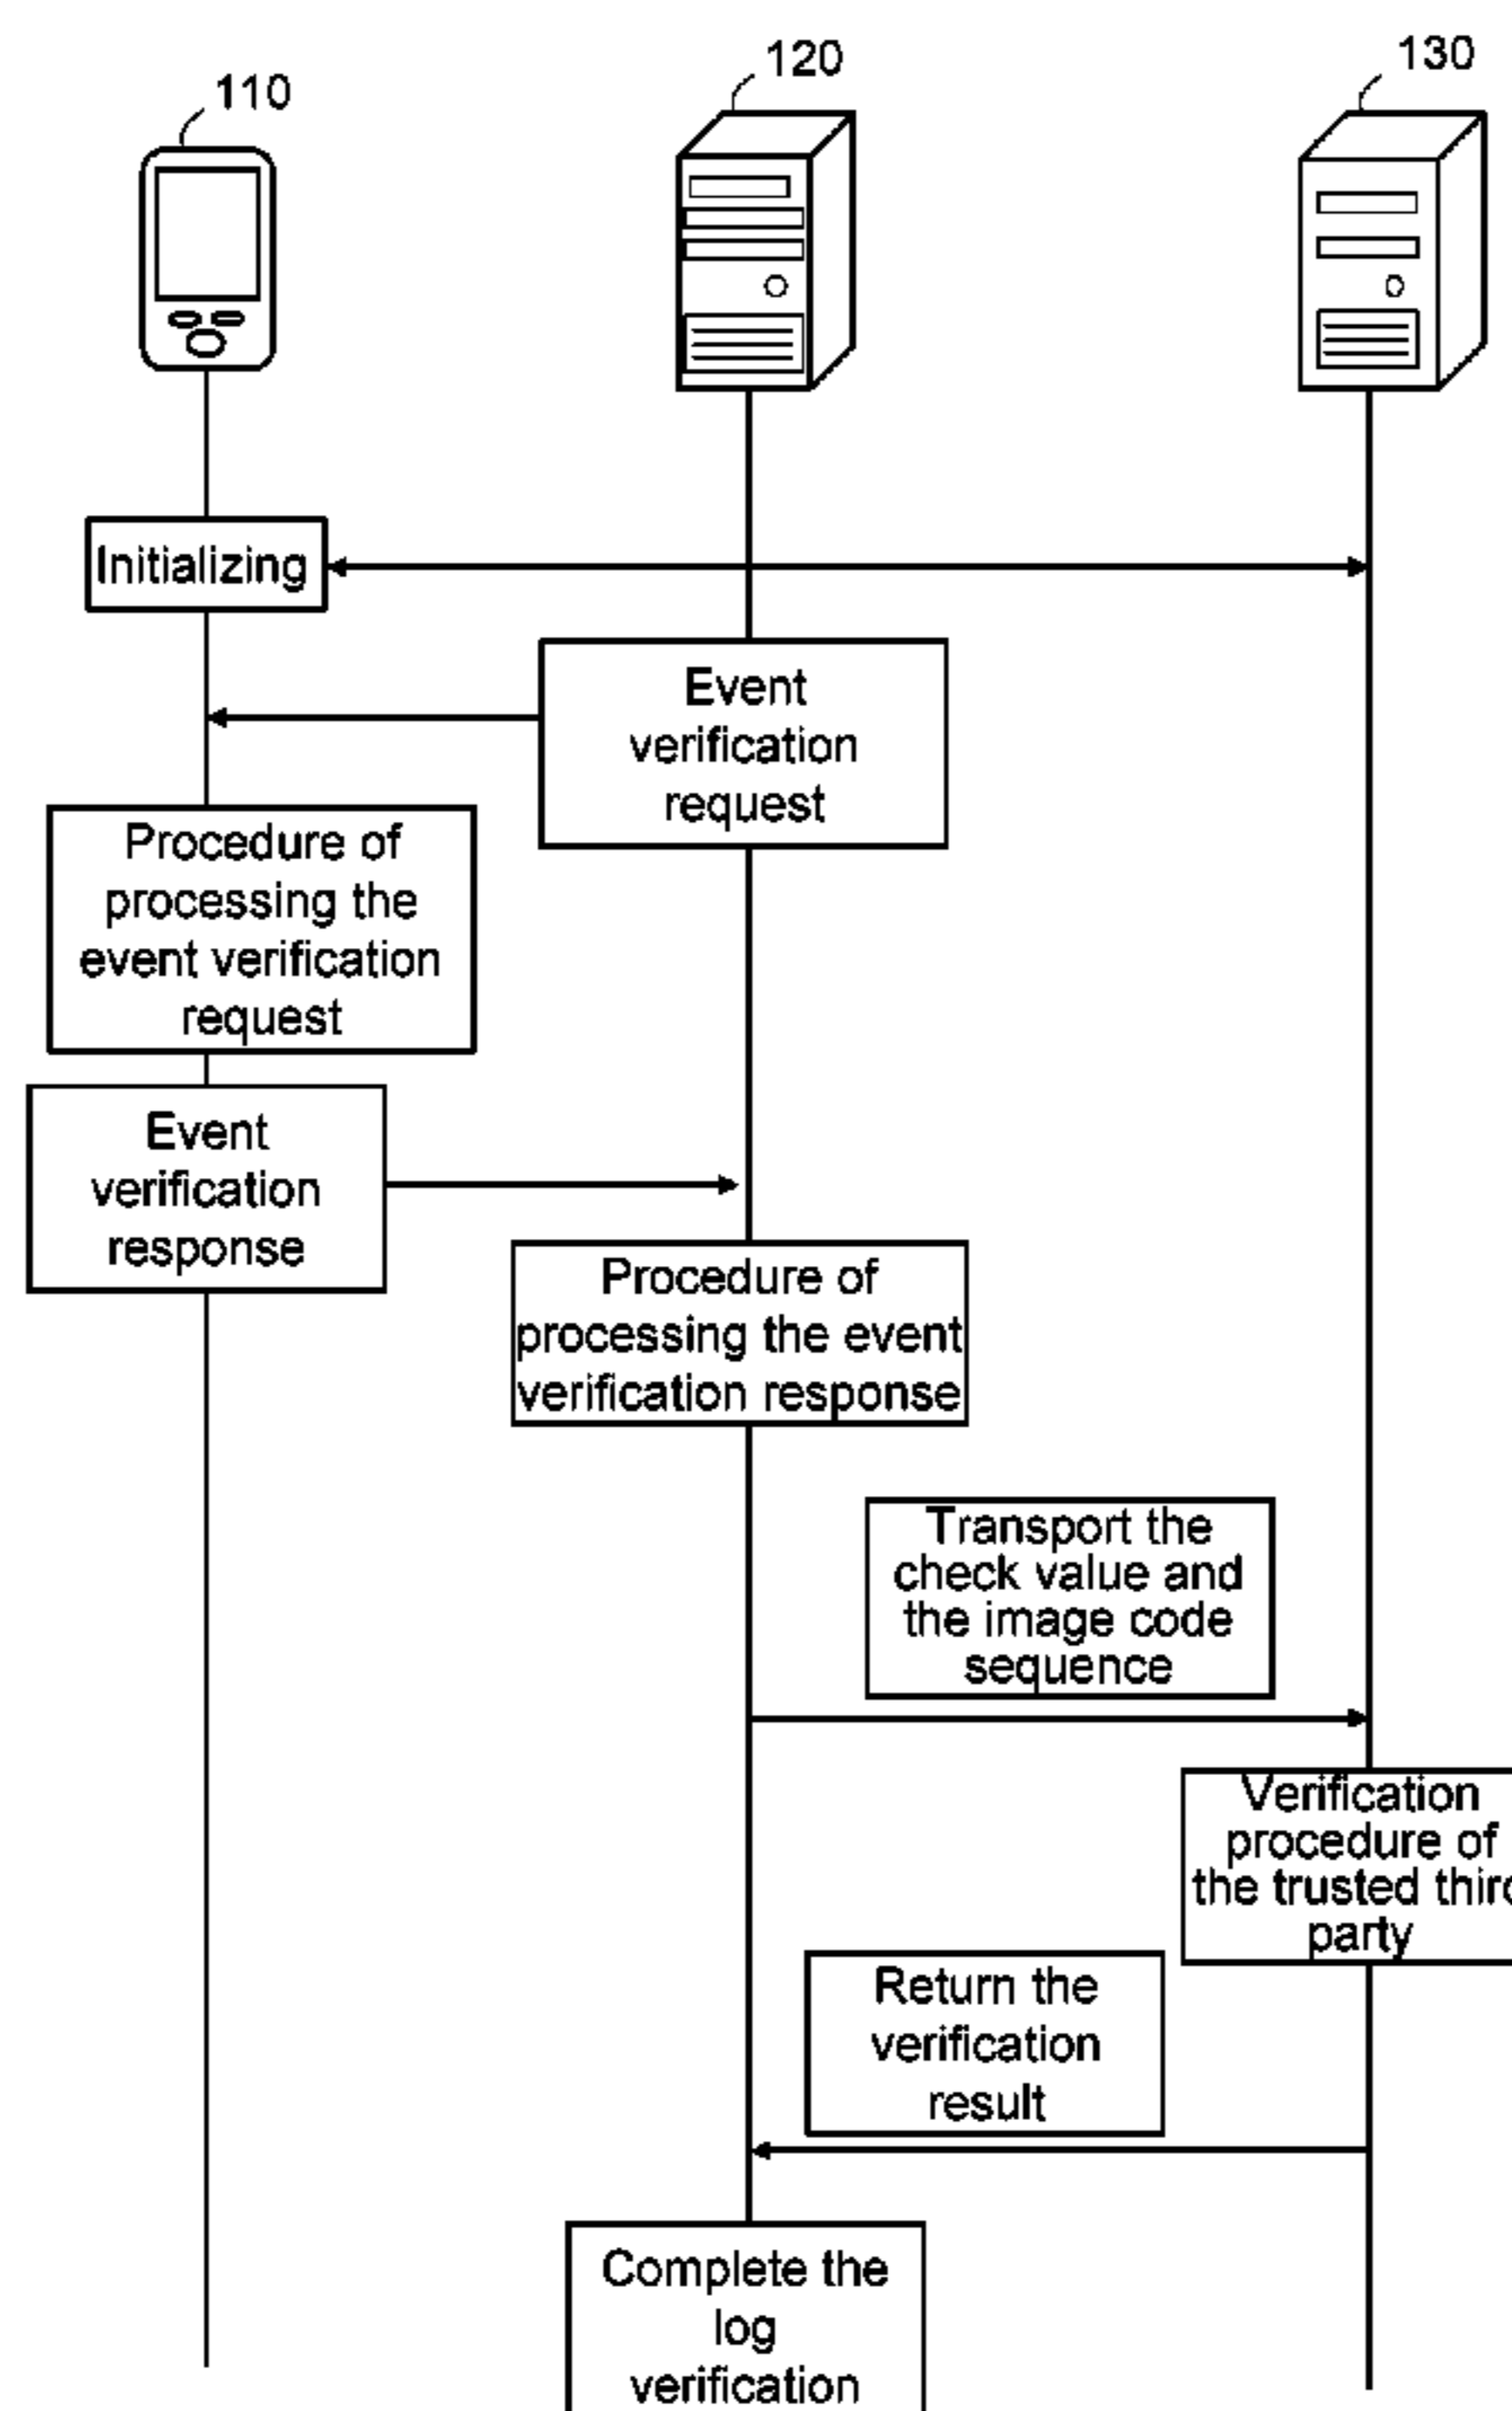 110
120
130
Initializing
Event
verification
request
Procedure of
processing the
event verification
request
Event
verification
response
Procedure of
processing the event
verification response
Transport the
check value and
the image code
sequence
Verification
procedure of
the trusted third
party
Return the
verification
result
Complete the
log
verification